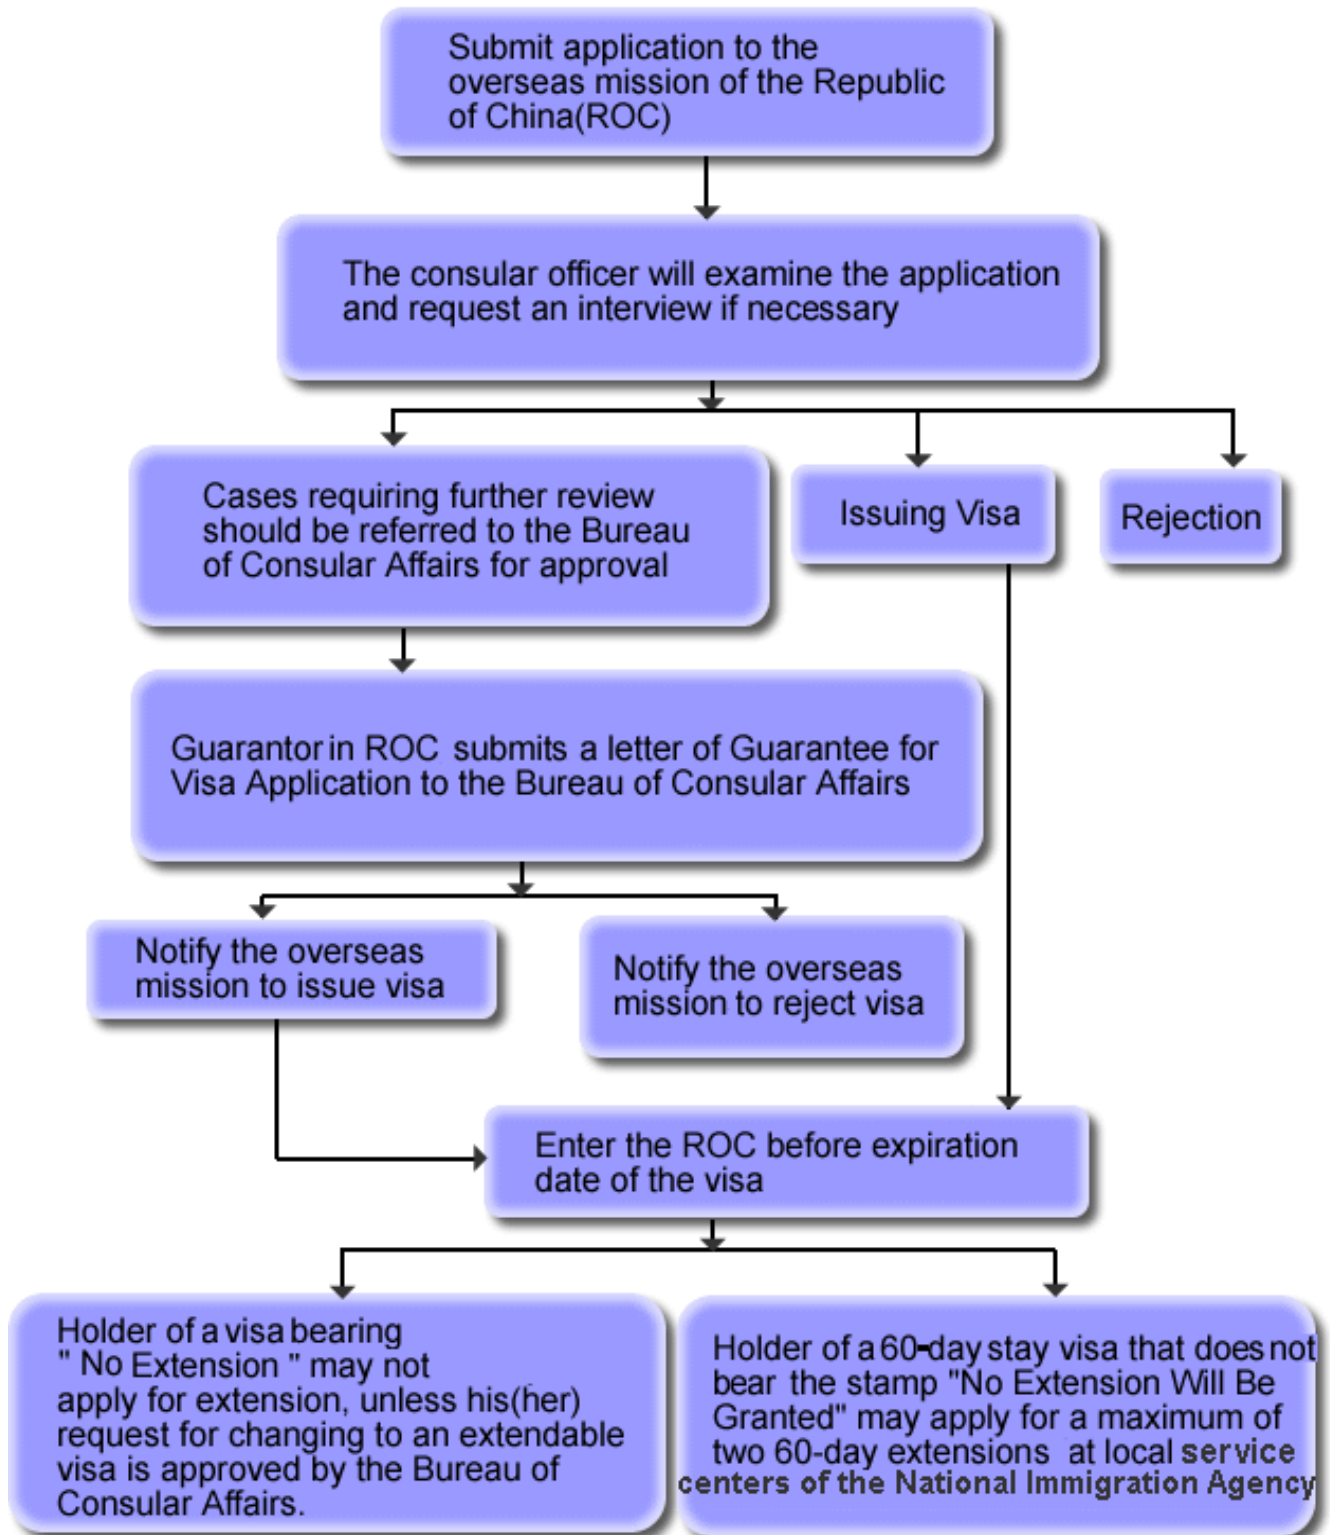 Submit application to the
overseas mission of the Republic
of China(ROC)
The consular officer will examine the application
and request an interview if necessary
Cases requiring further review
should be referred to the Bureau
of Consular Affairs for approval
Issuing Visa
Rejection
Guarantor in ROC submits a letter of Guarantee for
Visa Application to the Bureau of Consular Affairs
Notify the overseas
mission to issue visa
Notify the overseas
mission to reject visa
Enter the ROC before expiration
date of the visa
Holder of a visa bearing
" No Extension " may not
apply for extension, unless his(her)
request for changing to an extendable
visa is approved by the Bureau of
Consular Affairs.
Holder of a 60-day stay visa that does not
bear the stamp "No Extension Will Be
Granted" may apply for a maximum of
two 60-day extensions at local service
centers of the National Immigration Agency